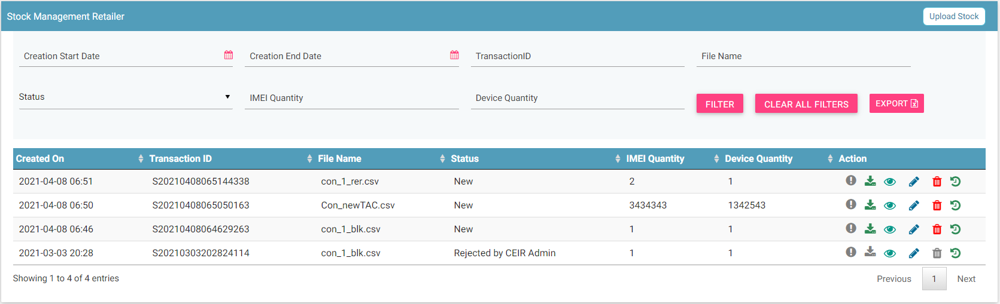 Stock Management Retailer Upload Stock
Creation Start Date Creation End Date TransactionID File Name
Status IMEI Quantity Device Quantity FILTER CLEAR ALL FILTERS EXPORT
Created On Transaction ID File Name Status IMEI Quantity Device Quantity Action
2021-04-08 06:51 S20210408065144338 con_1_rer.csv New 2 1
2021-04-08 06:50 S20210408065050163 Con_newTAC.csv New 3434343 1342543
2021-04-08 06:46 S20210408064629263 con_1_blk.csv New 1 1
2021-03-03 20:28 S20210303202824114 con_1_blk.csv Rejected by CEIR Admin 1 1
Showing 1 to 4 of 4 entries Previous 1 Next